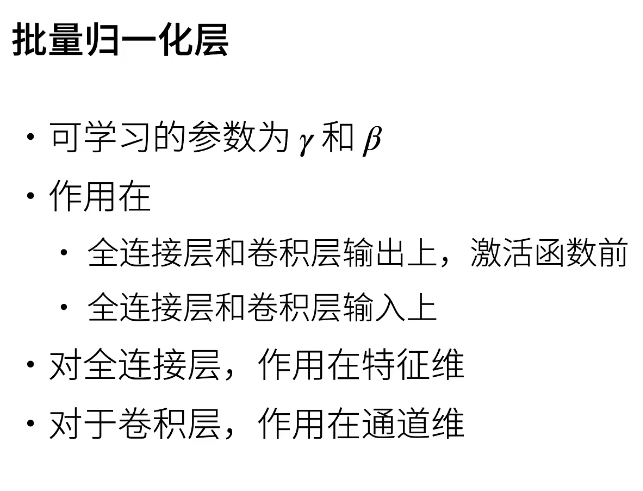 批量归一化层
• 可学习的参数为 γ 和 β
• 作用在
• 全连接层和卷积层输出上，激活函数前
• 全连接层和卷积层输入上
• 对全连接层，作用在特征维
• 对于卷积层，作用在通道维